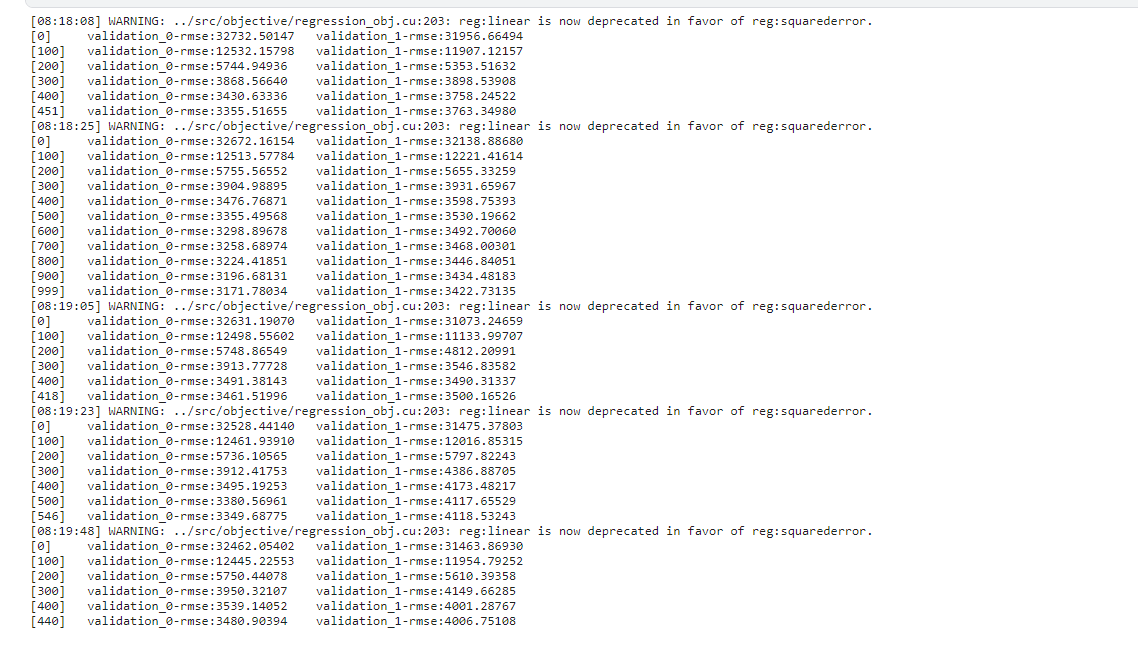 [08:18:08] WARNING: ../src/objective/regression_obj.cu:203: reg:linear is now deprecated in favor of reg:squarederror.
[0] validation_0-rmse:32732.50147 validation_1-rmse:31956.66494
[100] validation_0-rmse:12532.15798 validation_1-rmse:11907.12157
[200] validation_0-rmse:5744.94936 validation_1-rmse:5353.51632
[300] validation_0-rmse:3868.56640 validation_1-rmse:3898.53908
[400] validation_0-rmse:3430.63336 validation_1-rmse:3758.24522
[451] validation_0-rmse:3355.51655 validation_1-rmse:3763.34980
[08:18:25] WARNING: ../src/objective/regression_obj.cu:203: reg:linear is now deprecated in favor of reg:squarederror.
[0] validation_0-rmse:32672.16154 validation_1-rmse:32138.88680
[100] validation_0-rmse:12513.57784 validation_1-rmse:12221.41614
[200] validation_0-rmse:5755.56552 validation_1-rmse:5655.33259
[300] validation_0-rmse:3904.98895 validation_1-rmse:3931.65967
[400] validation_0-rmse:3476.76871 validation_1-rmse:3598.75393
[500] validation_0-rmse:3355.49568 validation_1-rmse:3530.19662
[600] validation_0-rmse:3298.89678 validation_1-rmse:3492.70060
[700] validation_0-rmse:3258.68974 validation_1-rmse:3468.00301
[800] validation_0-rmse:3224.41851 validation_1-rmse:3446.84051
[900] validation_0-rmse:3196.68131 validation_1-rmse:3434.48183
[999] validation_0-rmse:3171.78034 validation_1-rmse:3422.73135
[08:19:05] WARNING: ../src/objective/regression_obj.cu:203: reg:linear is now deprecated in favor of reg:squarederror.
[0] validation_0-rmse:32631.19070 validation_1-rmse:31073.24659
[100] validation_0-rmse:12498.55602 validation_1-rmse:11133.99707
[200] validation_0-rmse:5748.86549 validation_1-rmse:4812.20991
[300] validation_0-rmse:3913.77728 validation_1-rmse:3546.83582
[400] validation_0-rmse:3491.38143 validation_1-rmse:3490.31337
[418] validation_0-rmse:3461.51996 validation_1-rmse:3500.16526
[08:19:23] WARNING: ../src/objective/regression_obj.cu:203: reg:linear is now deprecated in favor of reg:squarederror.
[0] validation_0-rmse:32528.44140 validation_1-rmse:31475.37803
[100] validation_0-rmse:12461.93910 validation_1-rmse:12016.85315
[200] validation_0-rmse:5736.10565 validation_1-rmse:5797.82243
[300] validation_0-rmse:3912.41753 validation_1-rmse:4386.88705
[400] validation_0-rmse:3495.19253 validation_1-rmse:4173.48217
[500] validation_0-rmse:3380.56961 validation_1-rmse:4117.65529
[546] validation_0-rmse:3349.68775 validation_1-rmse:4118.53243
[08:19:48] WARNING: ../src/objective/regression_obj.cu:203: reg:linear is now deprecated in favor of reg:squarederror.
[0] validation_0-rmse:32462.05402 validation_1-rmse:31463.86930
[100] validation_0-rmse:12445.22553 validation_1-rmse:11954.79252
[200] validation_0-rmse:5750.44078 validation_1-rmse:5610.39358
[300] validation_0-rmse:3950.32107 validation_1-rmse:4149.66285
[400] validation_0-rmse:3539.14052 validation_1-rmse:4001.28767
[440] validation_0-rmse:3480.90394 validation_1-rmse:4006.75108